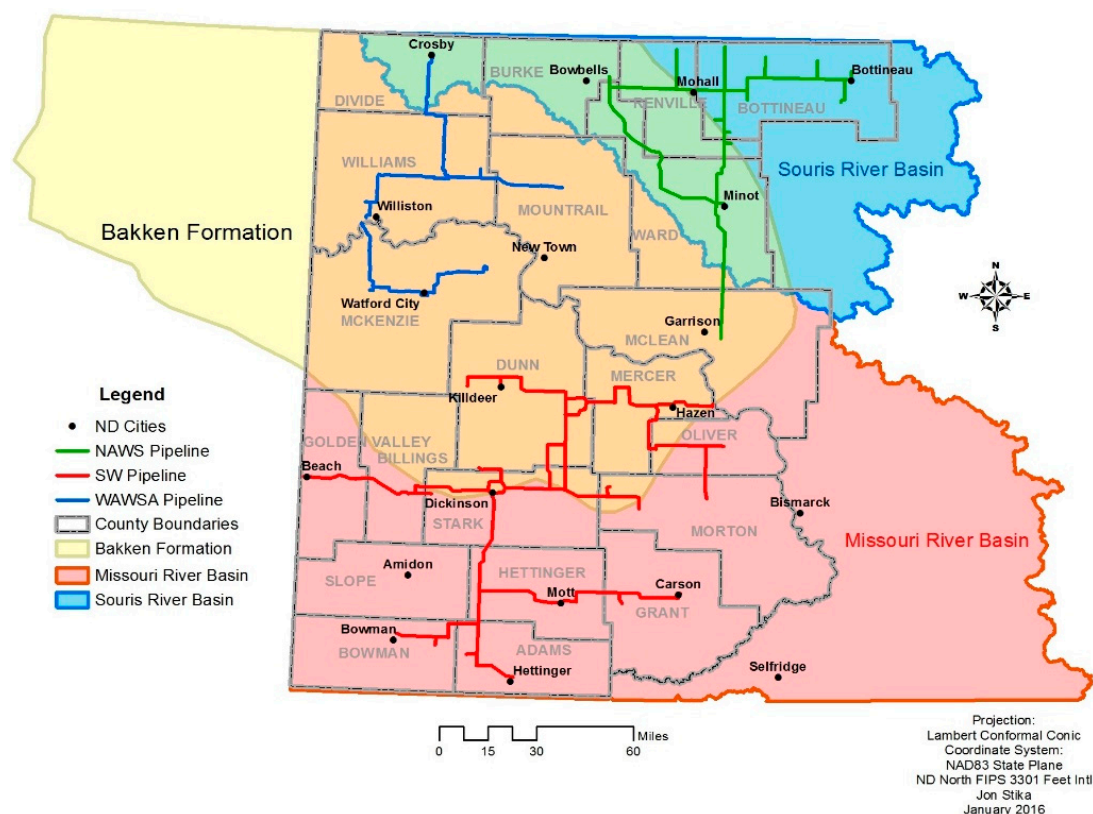 Crosby
BURKE
Bowbells
Mohall
Bottineau
RENVILLE
BOTTINEAU
DIVIDE
WILLIAMS
Souris River Basin
Williston
MOUNTRAIL
Minot
Bakken Formation
WARD
New Town
N
W E
S
Watford City
MCKENZIE
Garrison
MCLEAN
DUNN
MERCER
Killdeer
Hazen
Legend
ND Cities
NAWS Pipeline
SW Pipeline
WAWSA Pipeline
County Boundaries
Bakken Formation
Missouri River Basin
Souris River Basin
GOLDEN VALLEY
BILLINGS
OLIVER
Beach
Dickinson
STARK
Bismarck
MORTON
Missouri River Basin
Amidon
SLOPE
HETTINGER
Mott
Carson
GRANT
Bowman
BOWMAN
ADAMS
Hettinger
Selfridge
Miles
0 15 30 60
Projection:
Lambert Conformal Conic
Coordinate System:
NAD83 State Plane
ND North FIPS 3301 Feet Intl
Jon Stika
January 2016